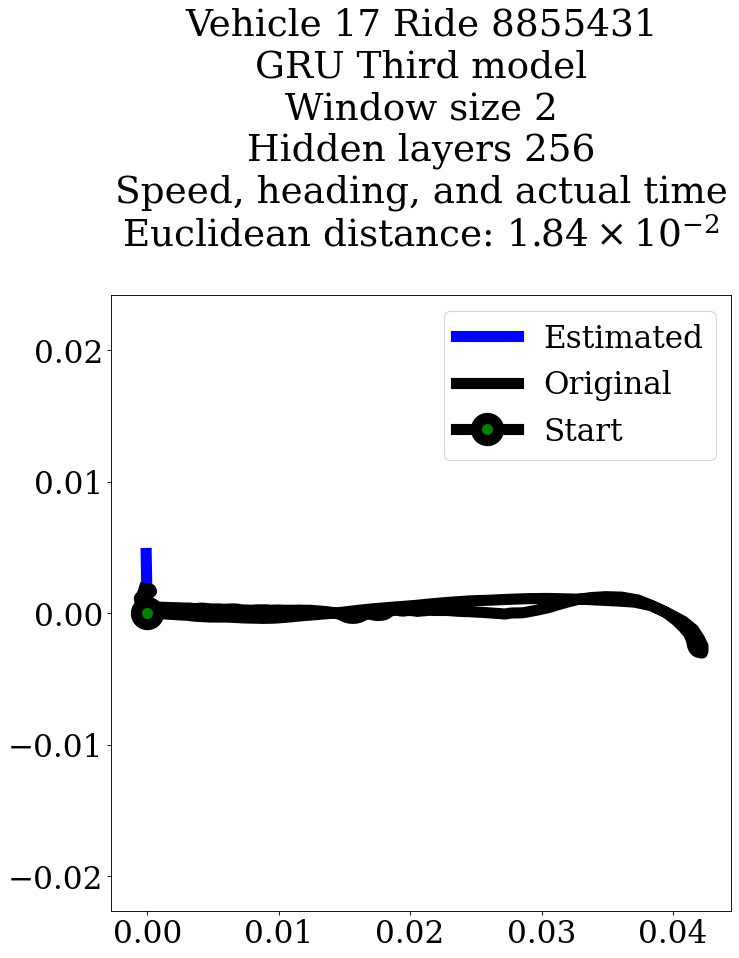 Vehicle 17 Ride 8855431
GRU Third model
Window size 2
Hidden layers 256
Speed, heading, and actual time
Euclidean distance: 1.84 × 10⁻²
Estimated
Original
Start
0.02
0.01
0.00
−0.01
−0.02
0.00 0.01 0.02 0.03 0.04